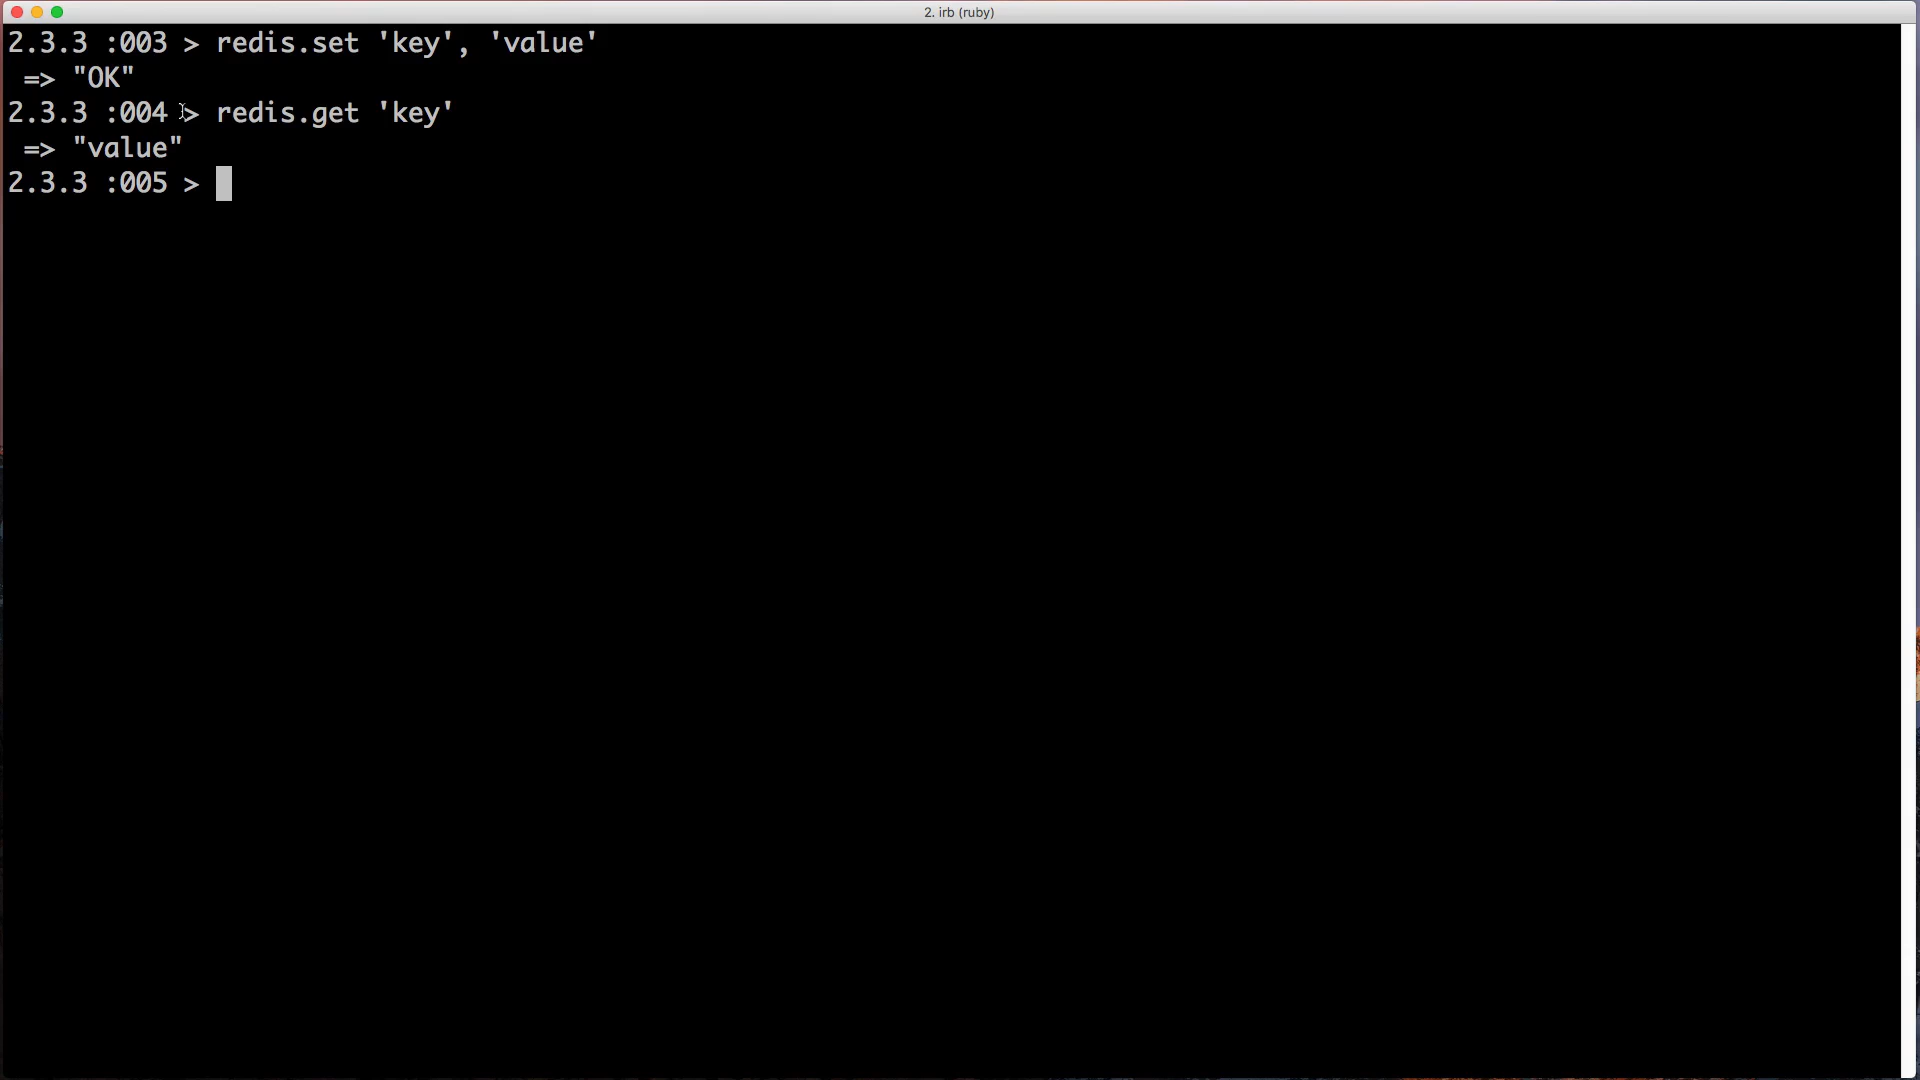 2. irb (ruby)
2.3.3 :003 > redis.set 'key', 'value'
 => "OK"
2.3.3 :004 > redis.get 'key'
 => "value"
2.3.3 :005 >